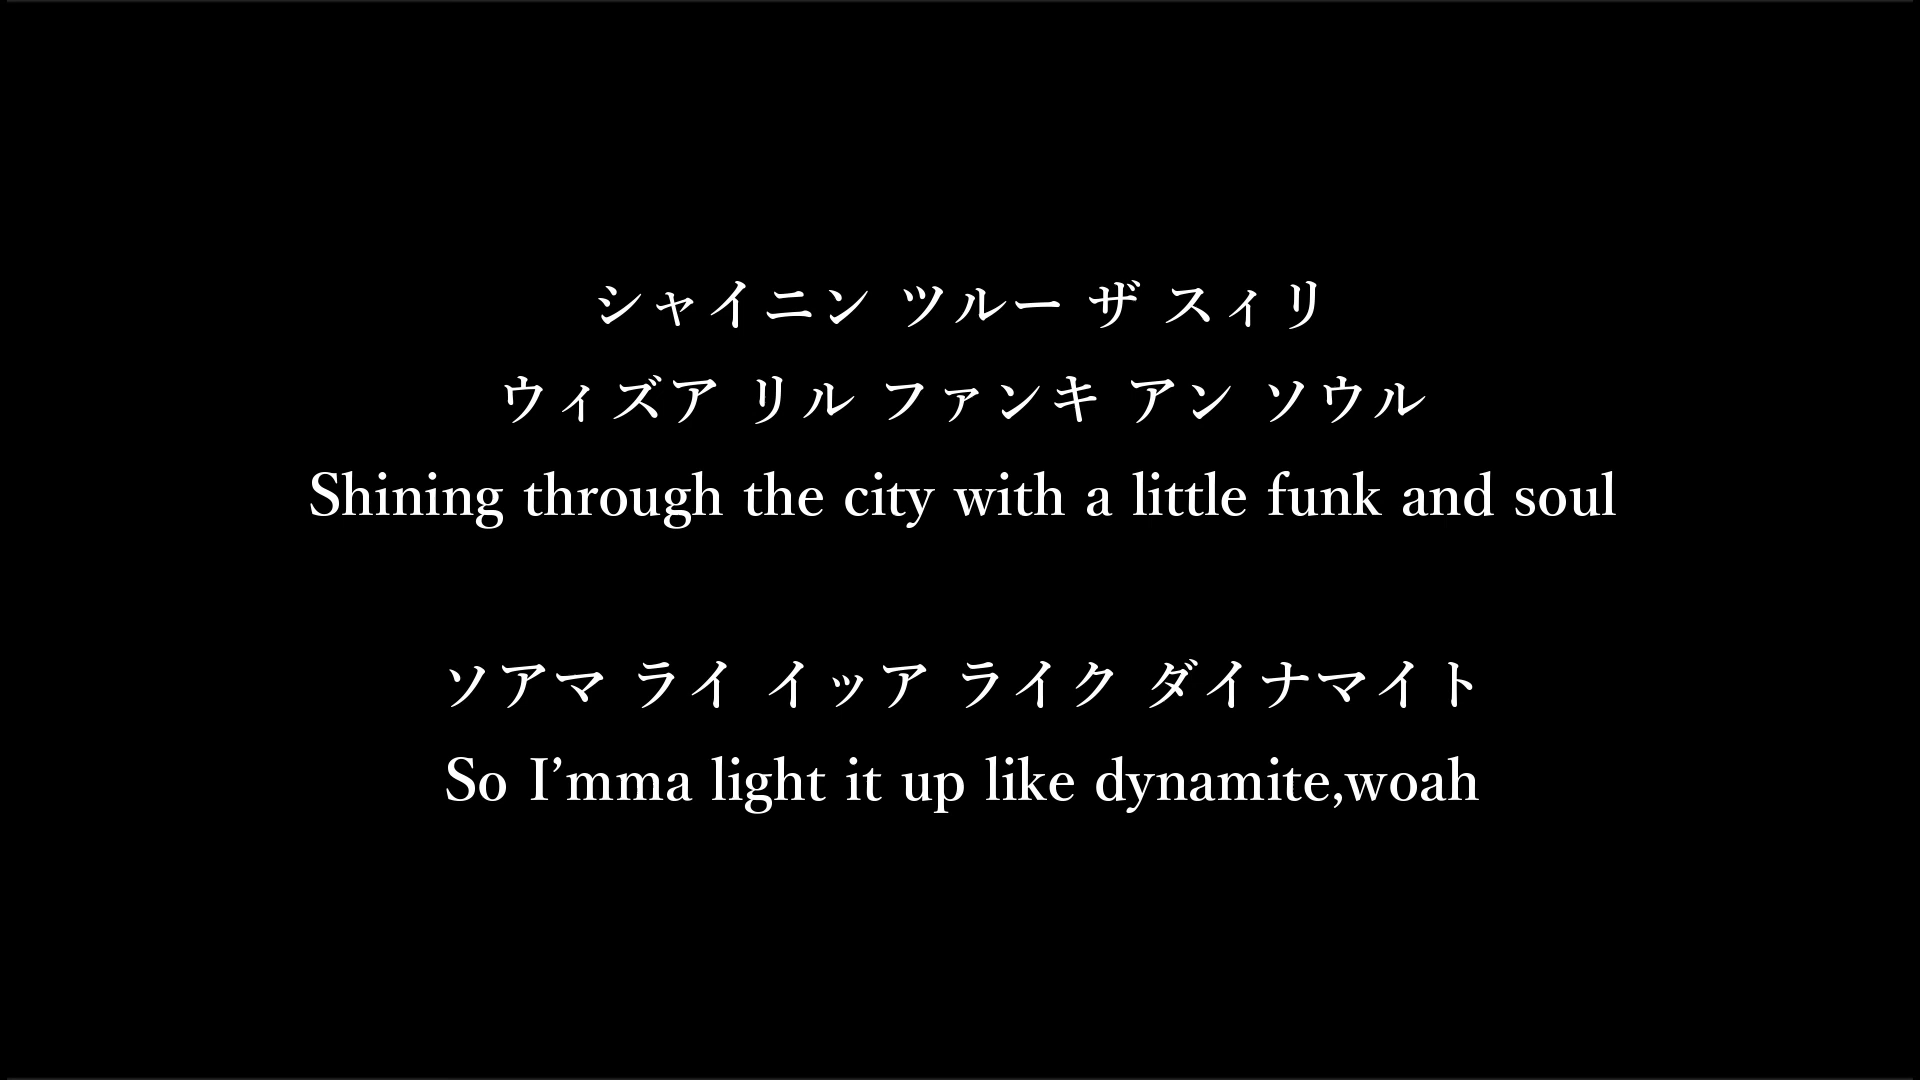 シャイニン ツルー ザ スィリ
ウィズア リル ファンキ アン ソウル
Shining through the city with a little funk and soul
ソアマ ライ イッア ライク ダイナマイト
So I’mma light it up like dynamite,woah